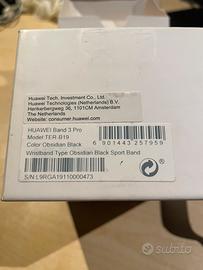 Huawei Tech. Investment Co., Ltd.
Huawei Technologies (Netherlands) B.V.
Herikerbergweg 36, 1101CM Amsterdam
The Netherlands
Website: consumer.huawei.com
HUAWEI Band 3 Pro
Model TER-B19
Color Obsidian Black
6 901443 257959
Wristband Type Obsidian Black Sport Band
S/N L9RGA19110000473
CE
subito